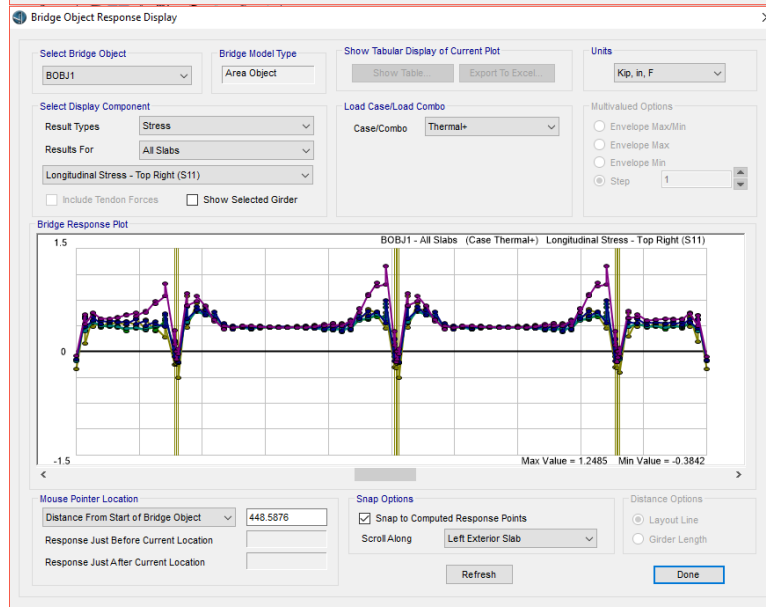 Bridge Object Response Display
Select Bridge Object
BOBJ1
Bridge Model Type
Area Object
Show Tabular Display of Current Plot
Show Table...
Export To Excel...
Units
Kip, in, F
Select Display Component
Result Types
Stress
Results For
All Slabs
Longitudinal Stress - Top Right (S11)
Include Tendon Forces
Show Selected Girder
Load Case/Load Combo
Case/Combo
Thermal+
Multivalued Options
Envelope Max/Min
Envelope Max
Envelope Min
Step
1
Bridge Response Plot
BOBJ1 - All Slabs (Case Thermal+) Longitudinal Stress - Top Right (S11)
1.5
0
-1.5
Max Value = 1.2485 Min Value = -0.3842
Mouse Pointer Location
Distance From Start of Bridge Object
448.5876
Response Just Before Current Location
Response Just After Current Location
Snap Options
Snap to Computed Response Points
Scroll Along
Left Exterior Slab
Distance Options
Layout Line
Girder Length
Refresh
Done